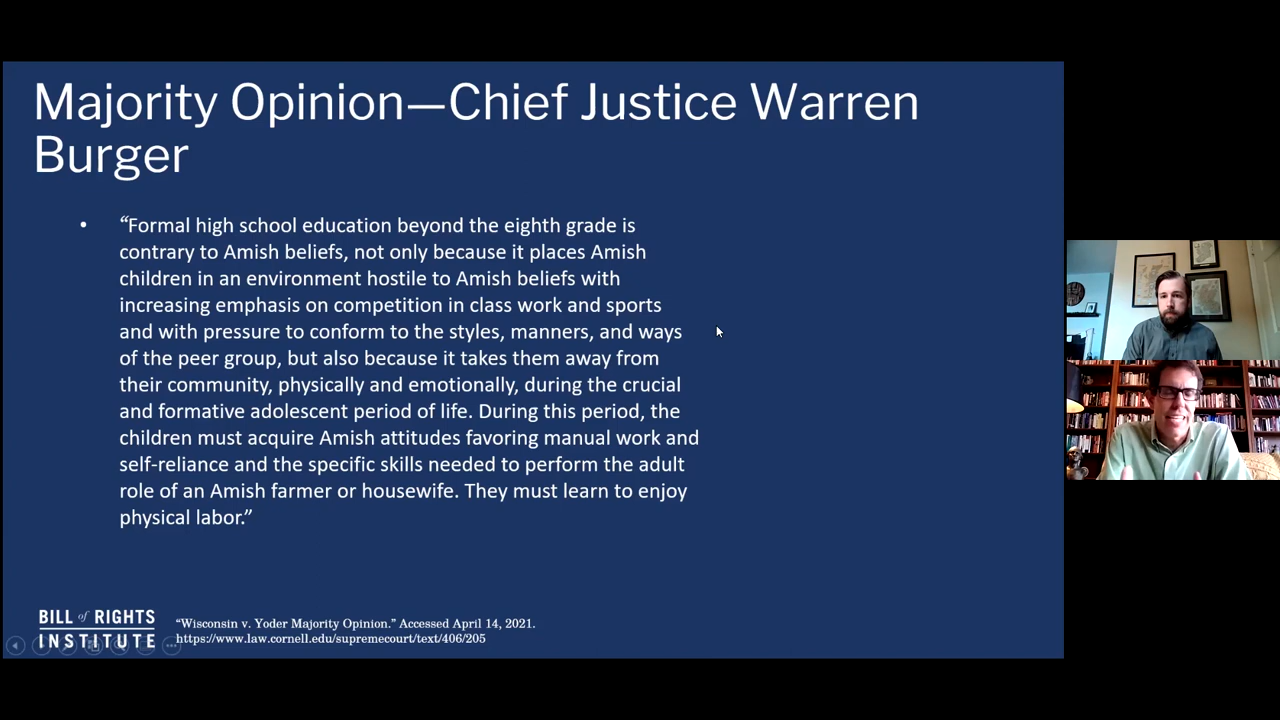 Majority Opinion—Chief Justice Warren
Burger
• “Formal high school education beyond the eighth grade is
contrary to Amish beliefs, not only because it places Amish
children in an environment hostile to Amish beliefs with
increasing emphasis on competition in class work and sports
and with pressure to conform to the styles, manners, and ways
of the peer group, but also because it takes them away from
their community, physically and emotionally, during the crucial
and formative adolescent period of life. During this period, the
children must acquire Amish attitudes favoring manual work and
self-reliance and the specific skills needed to perform the adult
role of an Amish farmer or housewife. They must learn to enjoy
physical labor.”
BILL of RIGHTS
INSTITUTE
“Wisconsin v. Yoder Majority Opinion.” Accessed April 14, 2021.
https://www.law.cornell.edu/supremecourt/text/406/205